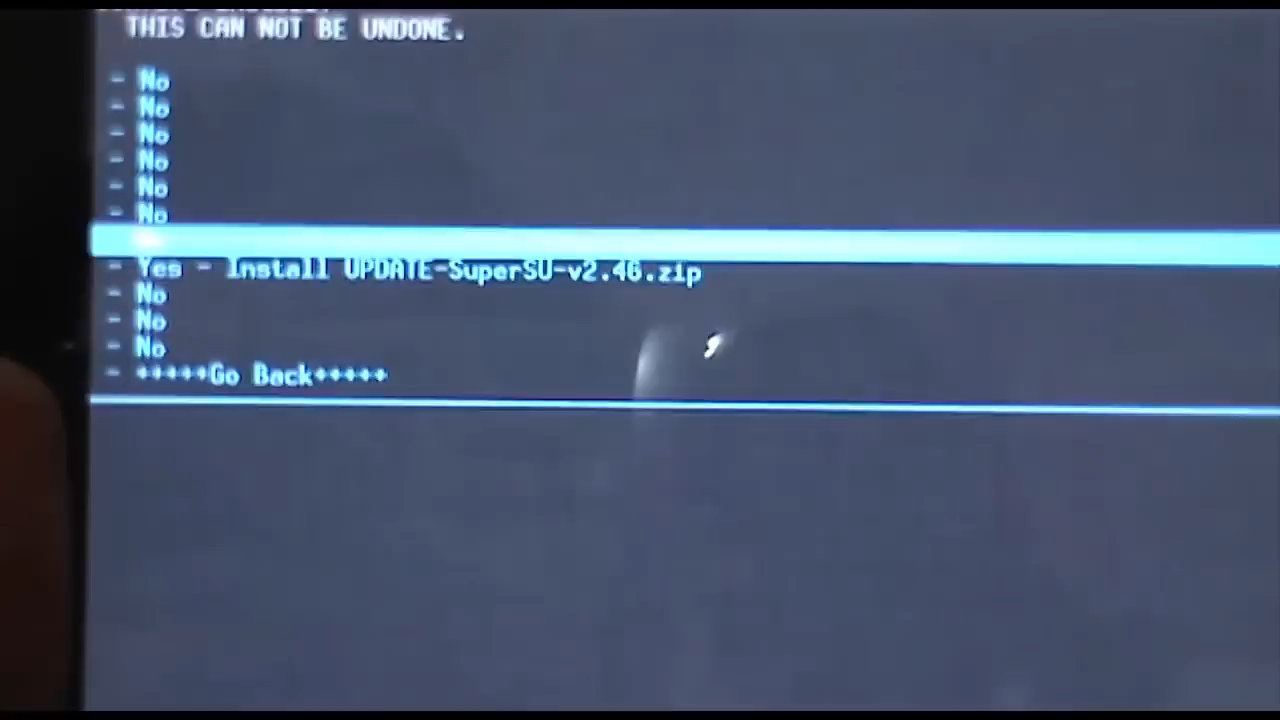 THIS CAN NOT BE UNDONE.
- No
- No
- No
- No
- No
- No
- Yes - Install UPDATE-SuperSU-v2.46.zip
- No
- No
- No
- +++++Go Back+++++